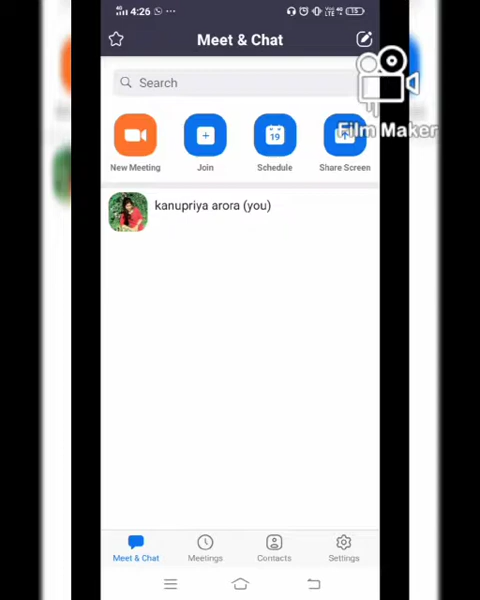 4:26
Meet & Chat
Search
Film Maker
19
New Meeting
Join
Schedule
Share Screen
kanupriya arora (you)
Meet & Chat
Meetings
Contacts
Settings